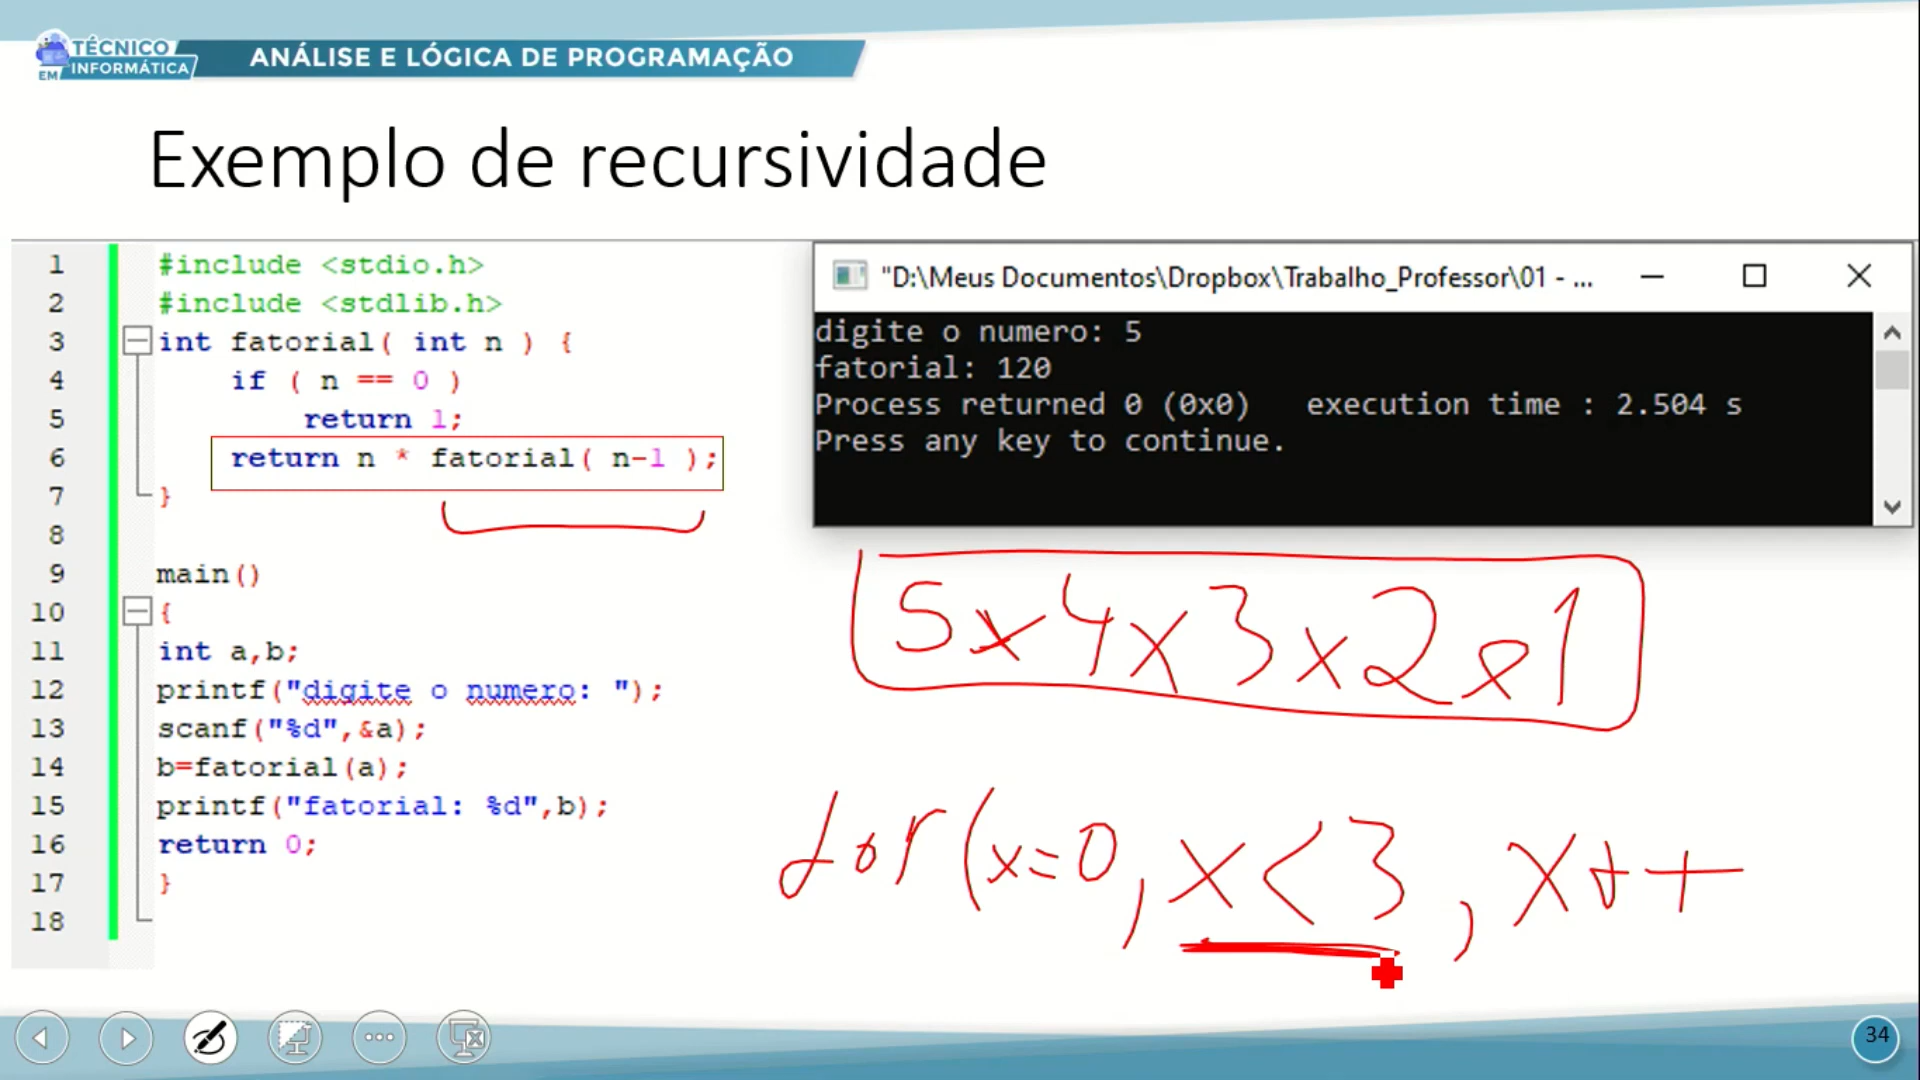 TÉCNICO
EM INFORMÁTICA
ANÁLISE E LÓGICA DE PROGRAMAÇÃO
Exemplo de recursividade
1 #include <stdio.h>
2 #include <stdlib.h>
3 int fatorial( int n ) {
4 if ( n == 0 )
5 return 1;
6 return n * fatorial( n-1 );
7 }
8
9 main()
10 {
11 int a,b;
12 printf("digite o numero: ");
13 scanf("%d",&a);
14 b=fatorial(a);
15 printf("fatorial: %d",b);
16 return 0;
17 }
18
"D:\Meus Documentos\Dropbox\Trabalho_Professor\01 - ...
digite o numero: 5
fatorial: 120
Process returned 0 (0x0) execution time : 2.504 s
Press any key to continue.
5x4x3x2x1
for(x=0, x<3, x++
34